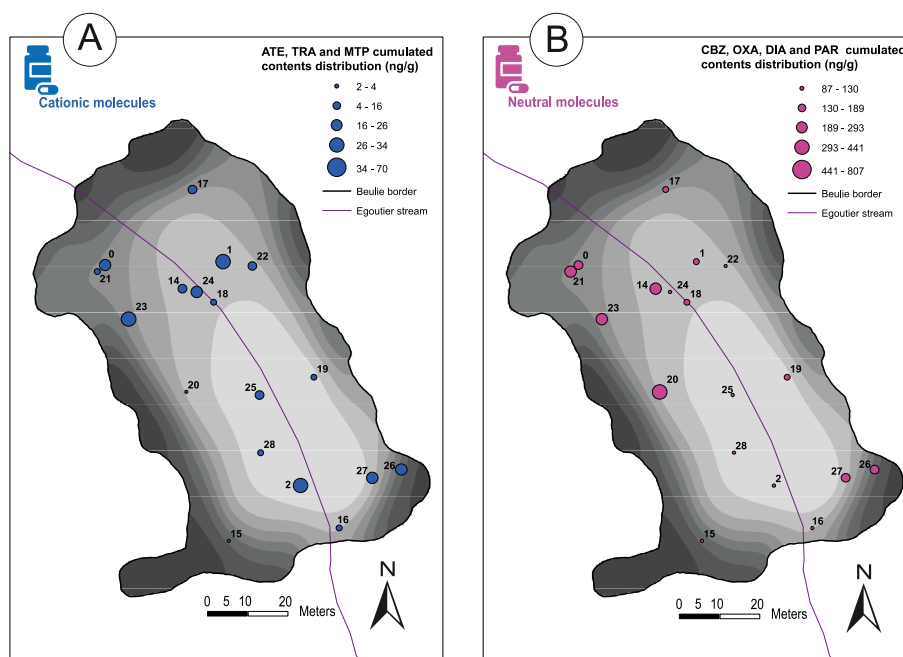 A
ATE, TRA and MTP cumulated
contents distribution (ng/g)
Cationic molecules
2 - 4
4 - 16
16 - 26
26 - 34
34 - 70
Beulie border
Egoutier stream
17
1
22
0
21
14
24
18
23
19
20
25
28
26
27
2
16
15
0 5 10 20
Meters
N
B
CBZ, OXA, DIA and PAR cumulated
contents distribution (ng/g)
Neutral molecules
87 - 130
130 - 189
189 - 293
293 - 441
441 - 807
Beulie border
Egoutier stream
17
1
22
0
21
14
24
18
23
19
20
25
28
26
27
2
16
15
0 5 10 20
Meters
N